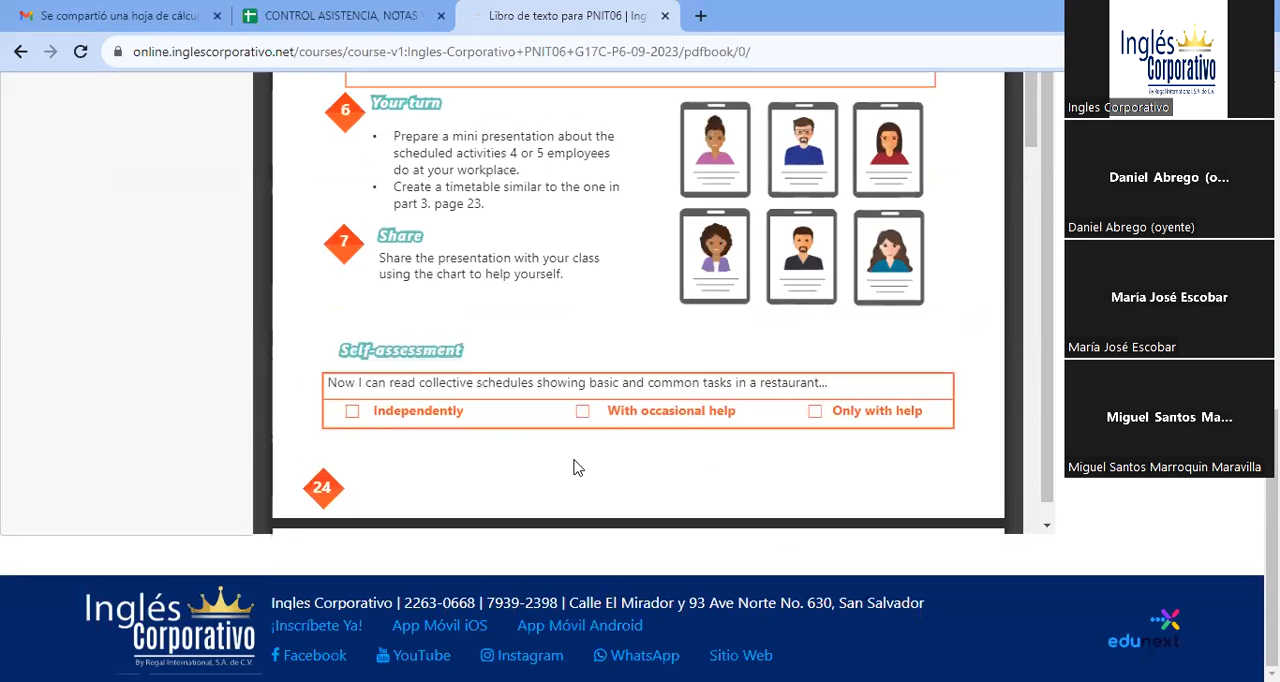 Se compartió una hoja de cálcu
CONTROL ASISTENCIA, NOTAS Y
Libro de texto para PNIT06 | Ing
online.inglescorporativo.net/courses/course-v1:Ingles-Corporativo+PNIT06+G17C-P6-09-2023/pdfbook/0/
6 Your turn
• Prepare a mini presentation about the
scheduled activities 4 or 5 employees
do at your workplace.
• Create a timetable similar to the one in
part 3. page 23.
7 Share
Share the presentation with your class
using the chart to help yourself.
Self-assessment
Now I can read collective schedules showing basic and common tasks in a restaurant...
Independently With occasional help Only with help
24
Inglés
Corporativo
By Regal International, S.A. de C.V.
Ingles Corporativo | 2263-0668 | 7939-2398 | Calle El Mirador y 93 Ave Norte No. 630, San Salvador
¡Inscríbete Ya! App Móvil iOS App Móvil Android
Facebook YouTube Instagram WhatsApp Sitio Web
edunext
Inglés
Corporativo
By Regal International, S.A. de C.V.
Ingles Corporativo
Daniel Abrego (o...
Daniel Abrego (oyente)
María José Escobar
María José Escobar
Miguel Santos Ma...
Miguel Santos Marroquin Maravilla